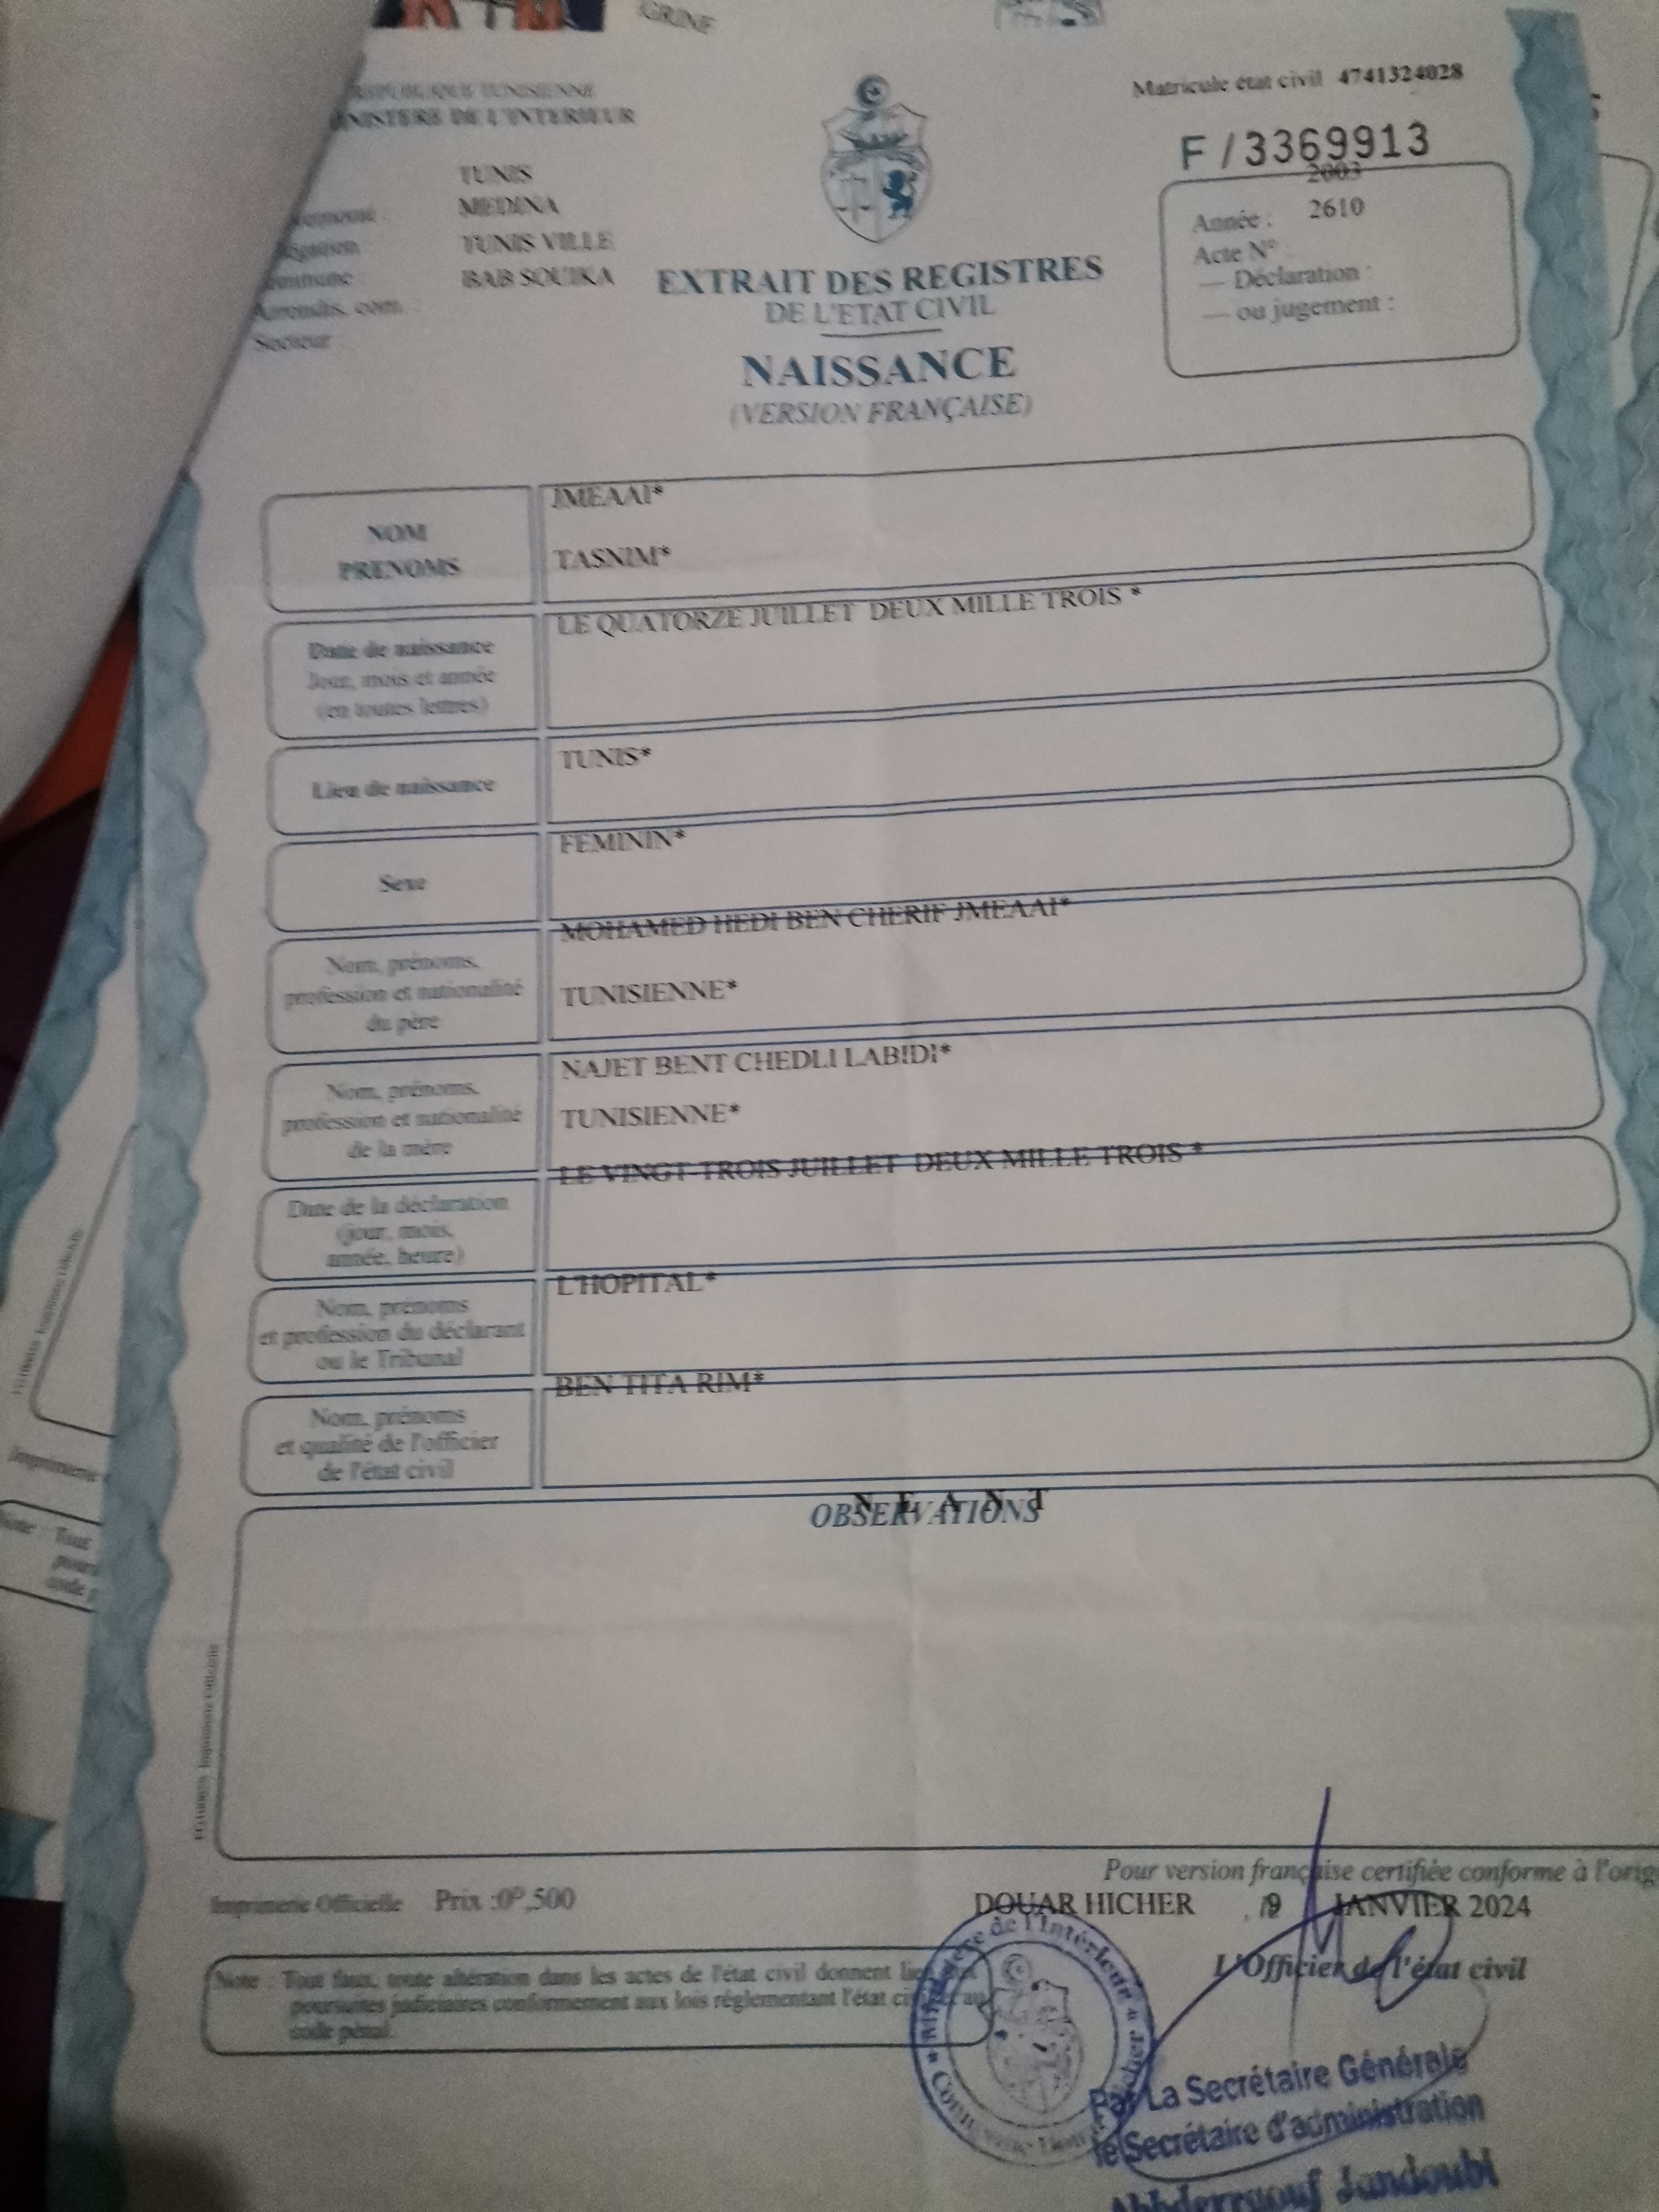 GRINE
REPUBLIQUE TUNISIENNE
MINISTERE DE L'INTERIEUR
Matricule état civil 4741324028
F / 3369913
2003
Année : 2610
Acte N° :
— Déclaration :
— ou jugement :
TUNIS
MEDINA
TUNIS VILLE
BAB SOUIKA
Arrondis. com. :
Secteur :
EXTRAIT DES REGISTRES
DE L'ETAT CIVIL
NAISSANCE
(VERSION FRANÇAISE)
NOM
PRENOMS
JMEAAI*
TASNIM*
Date de naissance
Jour, mois et année
(en toutes lettres)
LE QUATORZE JUILLET DEUX MILLE TROIS *
Lieu de naissance
TUNIS*
Sexe
FEMININ*
Nom, prénoms,
profession et nationalité
du père
MOHAMED HEDI BEN CHERIF JMEAAI*
TUNISIENNE*
Nom, prénoms,
profession et nationalité
de la mère
NAJET BENT CHEDLI LABIDI*
TUNISIENNE*
Date de la déclaration
(jour, mois,
année, heure)
LE VINGT-TROIS JUILLET DEUX MILLE TROIS *
Nom, prénoms
et profession du déclarant
ou le Tribunal
L'HOPITAL*
Nom, prénoms
et qualité de l'officier
de l'état civil
BEN TITA RIM*
OBSERVATIONS
N E A N T
Pour version française certifiée conforme à l'orig
Imprimerie Officielle Prix :0ᴰ,500
DOUAR HICHER , 19 JANVIER 2024
L'Officier de l'état civil
Note : Tout faux, toute altération dans les actes de l'état civil donnent lieu
poursuites judiciaires conformement aux lois réglementant l'état civil et au
code pénal.
Par La Secrétaire Générale
le Secrétaire d'administration
Abderraouf Jandoubi